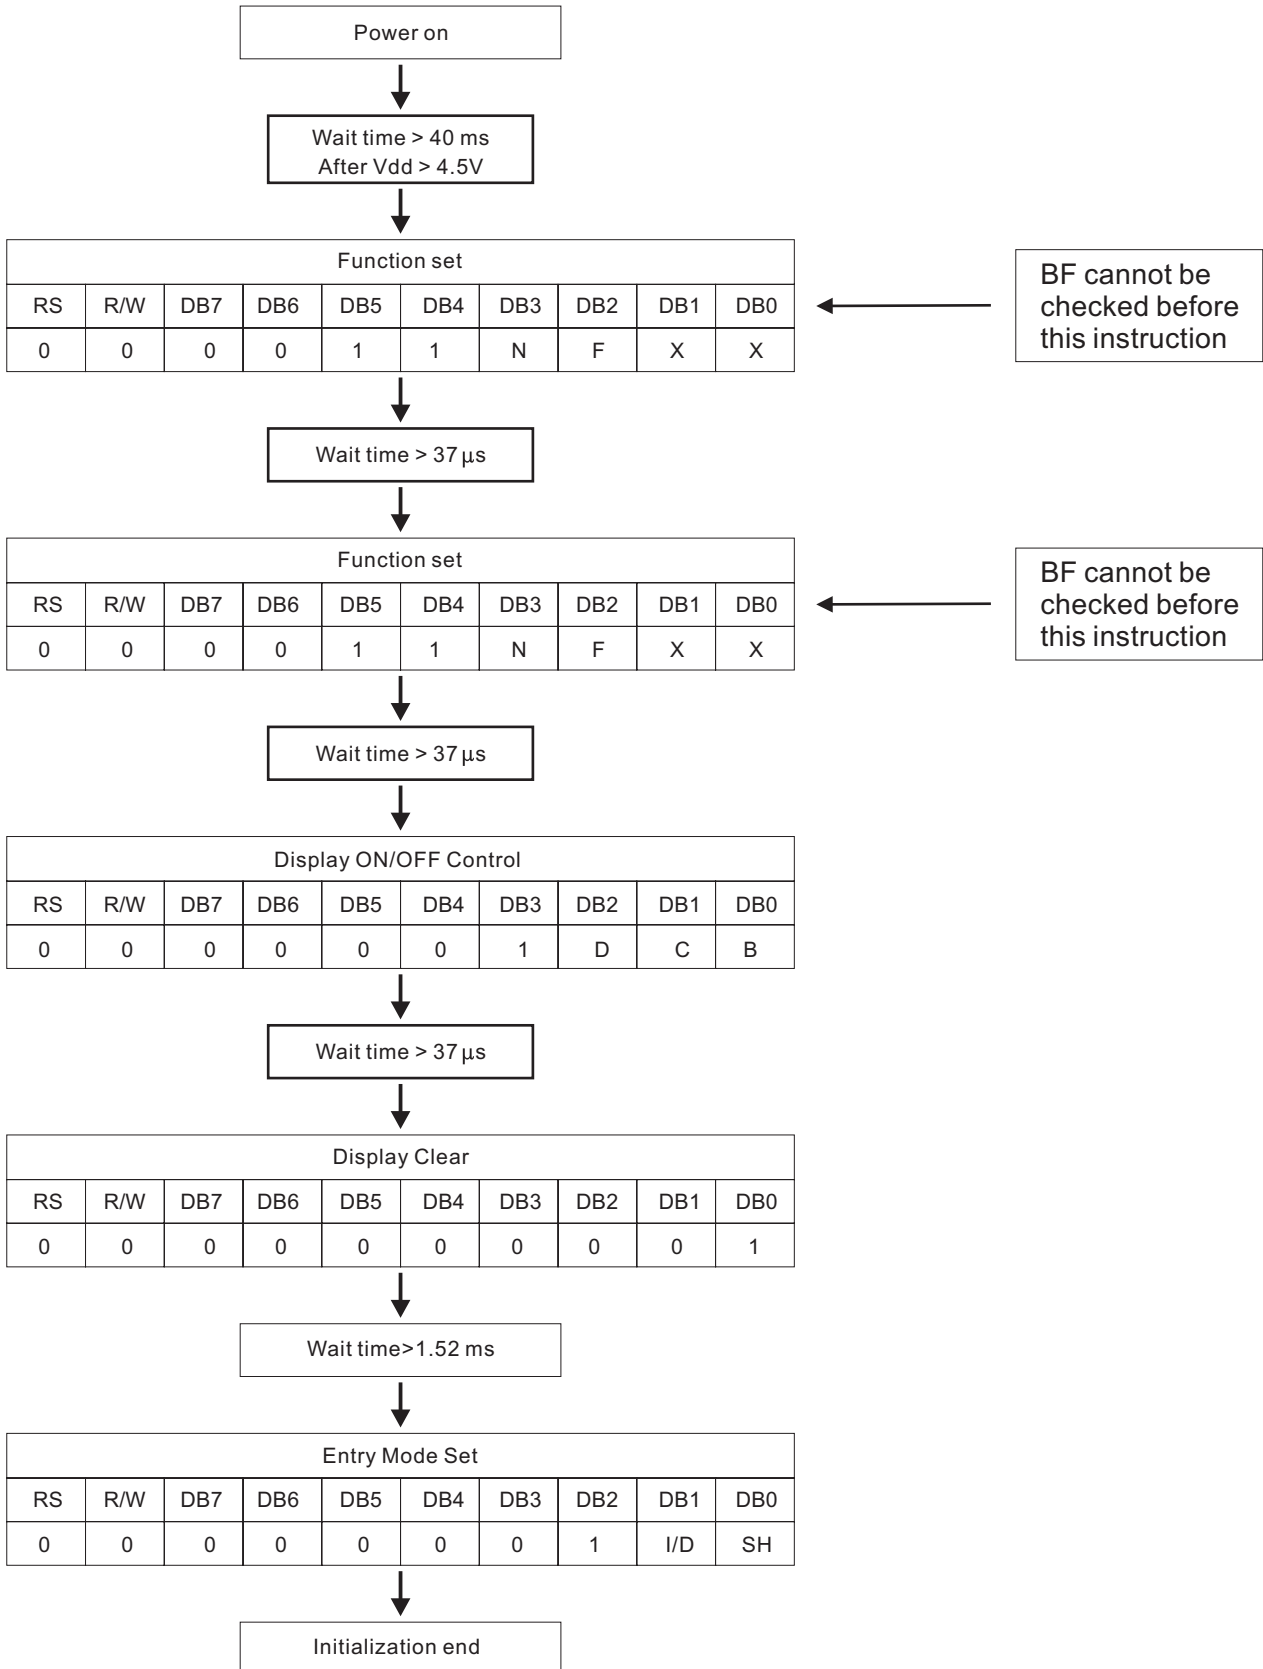 Power on
Wait time > 40 ms
After Vdd > 4.5V
Function set
RS R/W DB7 DB6 DB5 DB4 DB3 DB2 DB1 DB0
0 0 0 0 1 1 N F X X
BF cannot be
checked before
this instruction
Wait time > 37 μs
Function set
RS R/W DB7 DB6 DB5 DB4 DB3 DB2 DB1 DB0
0 0 0 0 1 1 N F X X
BF cannot be
checked before
this instruction
Wait time > 37 μs
Display ON/OFF Control
RS R/W DB7 DB6 DB5 DB4 DB3 DB2 DB1 DB0
0 0 0 0 0 0 1 D C B
Wait time > 37 μs
Display Clear
RS R/W DB7 DB6 DB5 DB4 DB3 DB2 DB1 DB0
0 0 0 0 0 0 0 0 0 1
Wait time>1.52 ms
Entry Mode Set
RS R/W DB7 DB6 DB5 DB4 DB3 DB2 DB1 DB0
0 0 0 0 0 0 0 1 I/D SH
Initialization end